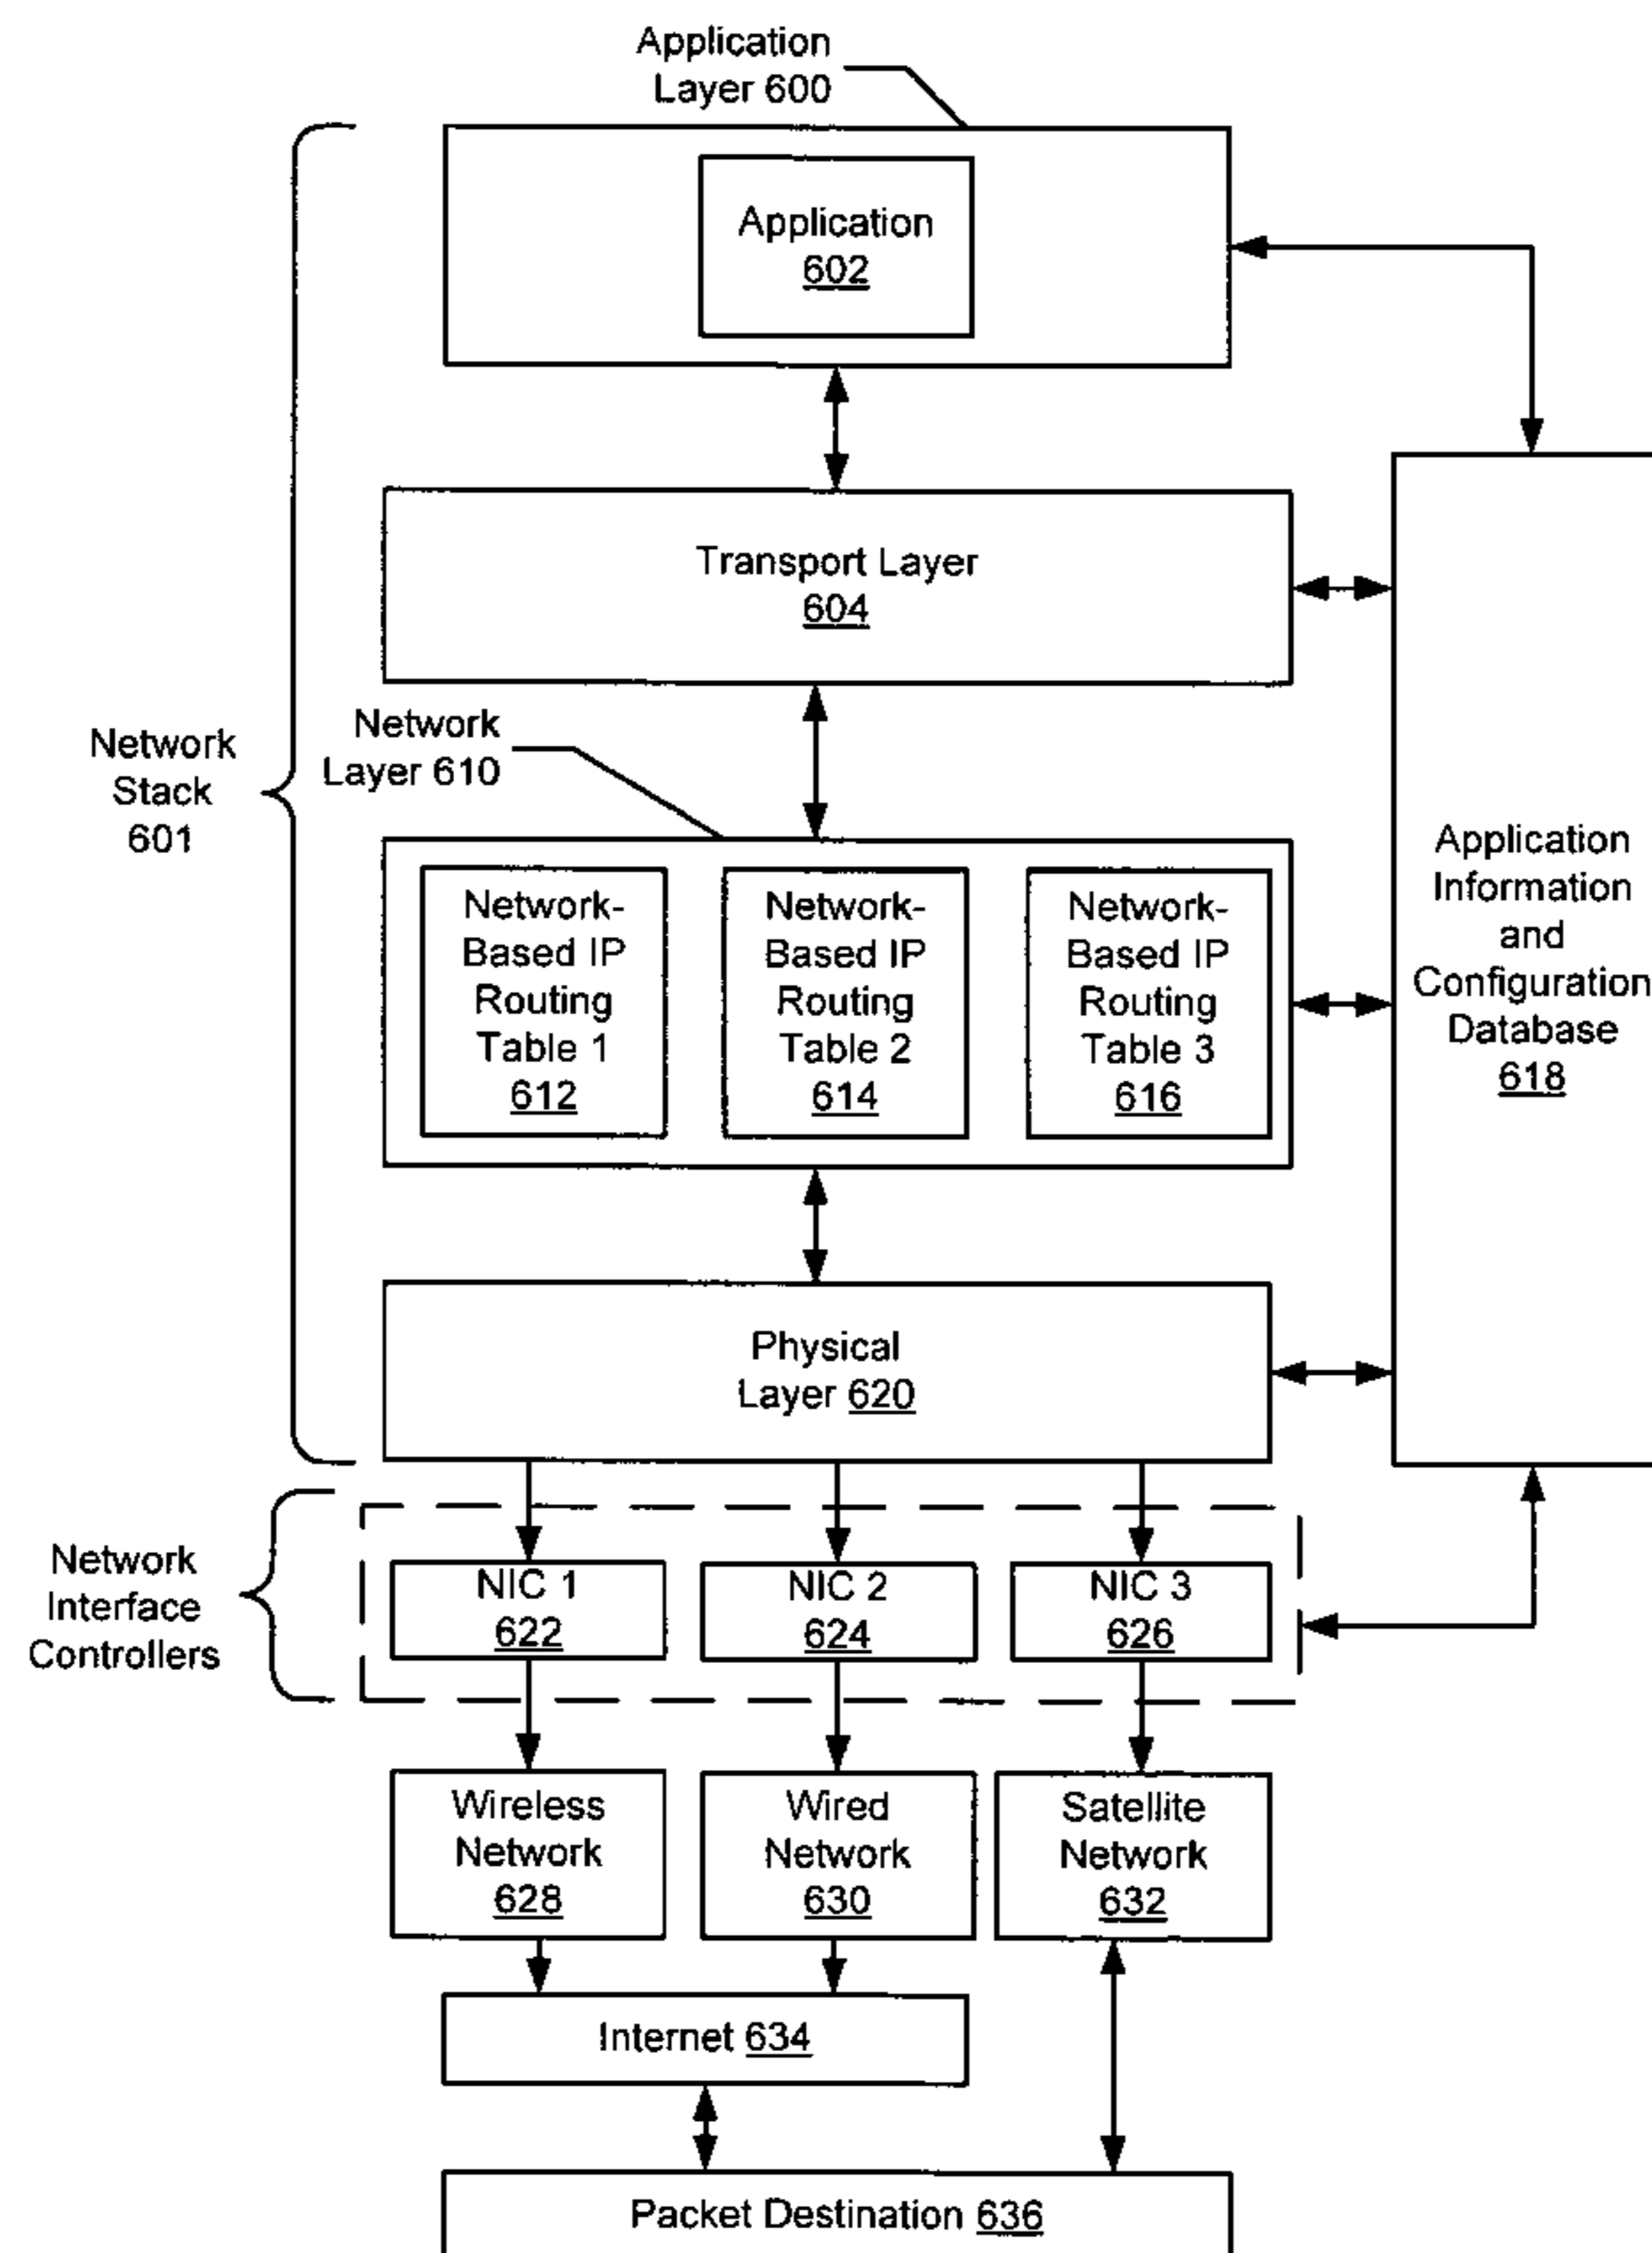 Application
Layer 600
Application
602
Transport Layer
604
Network
Layer 610
Network
Stack
601
Network-
Based IP
Routing
Table 1
612
Network-
Based IP
Routing
Table 2
614
Network-
Based IP
Routing
Table 3
616
Application
Information
and
Configuration
Database
618
Physical
Layer 620
Network
Interface
Controllers
NIC 1
622
NIC 2
624
NIC 3
626
Wireless
Network
628
Wired
Network
630
Satellite
Network
632
Internet 634
Packet Destination 636